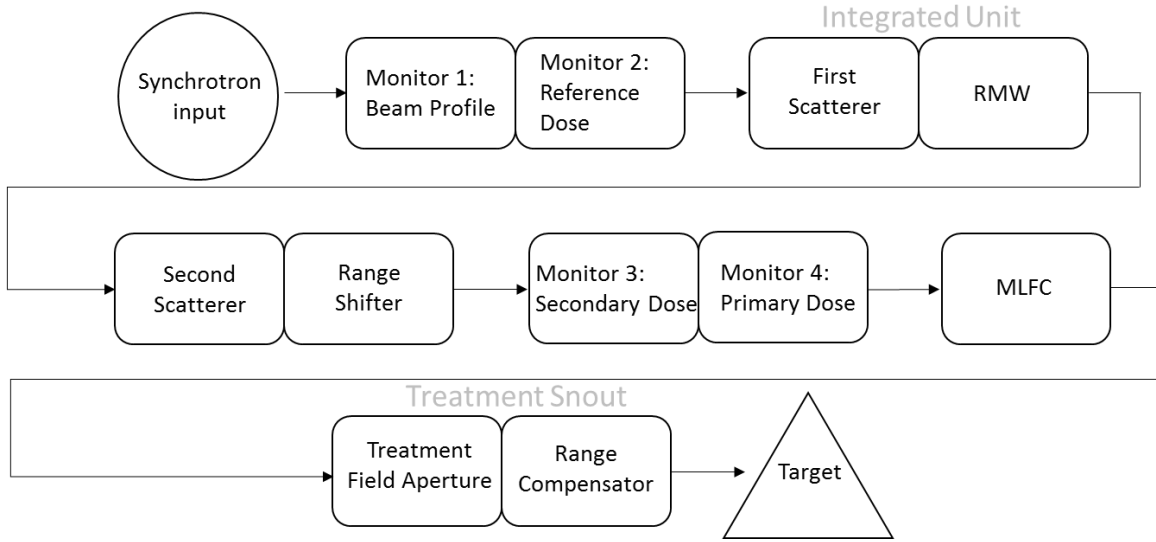 Integrated Unit
Synchrotron
input
Monitor 1:
Beam Profile
Monitor 2:
Reference
Dose
First
Scatterer
RMW
Second
Scatterer
Range
Shifter
Monitor 3:
Secondary Dose
Monitor 4:
Primary Dose
MLFC
Treatment Snout
Treatment
Field Aperture
Range
Compensator
Target